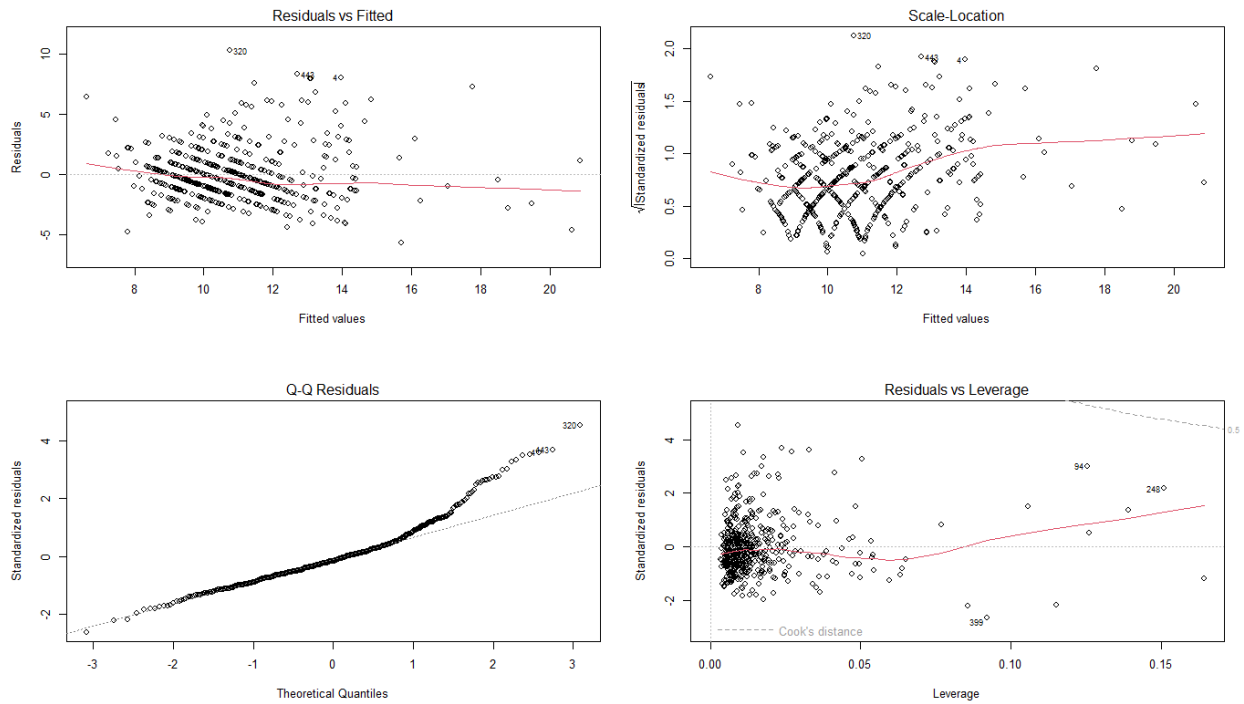 Residuals vs Fitted
Residuals
10
5
0
-5
320
443
4
8 10 12 14 16 18 20
Fitted values
Scale-Location
√|Standardized residuals|
2.0
1.5
1.0
0.5
0.0
320
443
4
8 10 12 14 16 18 20
Fitted values
Q-Q Residuals
Standardized residuals
4
2
0
-2
320
443
4
-3 -2 -1 0 1 2 3
Theoretical Quantiles
Residuals vs Leverage
Standardized residuals
4
2
0
-2
0.5
94
248
399
Cook's distance
0.00 0.05 0.10 0.15
Leverage